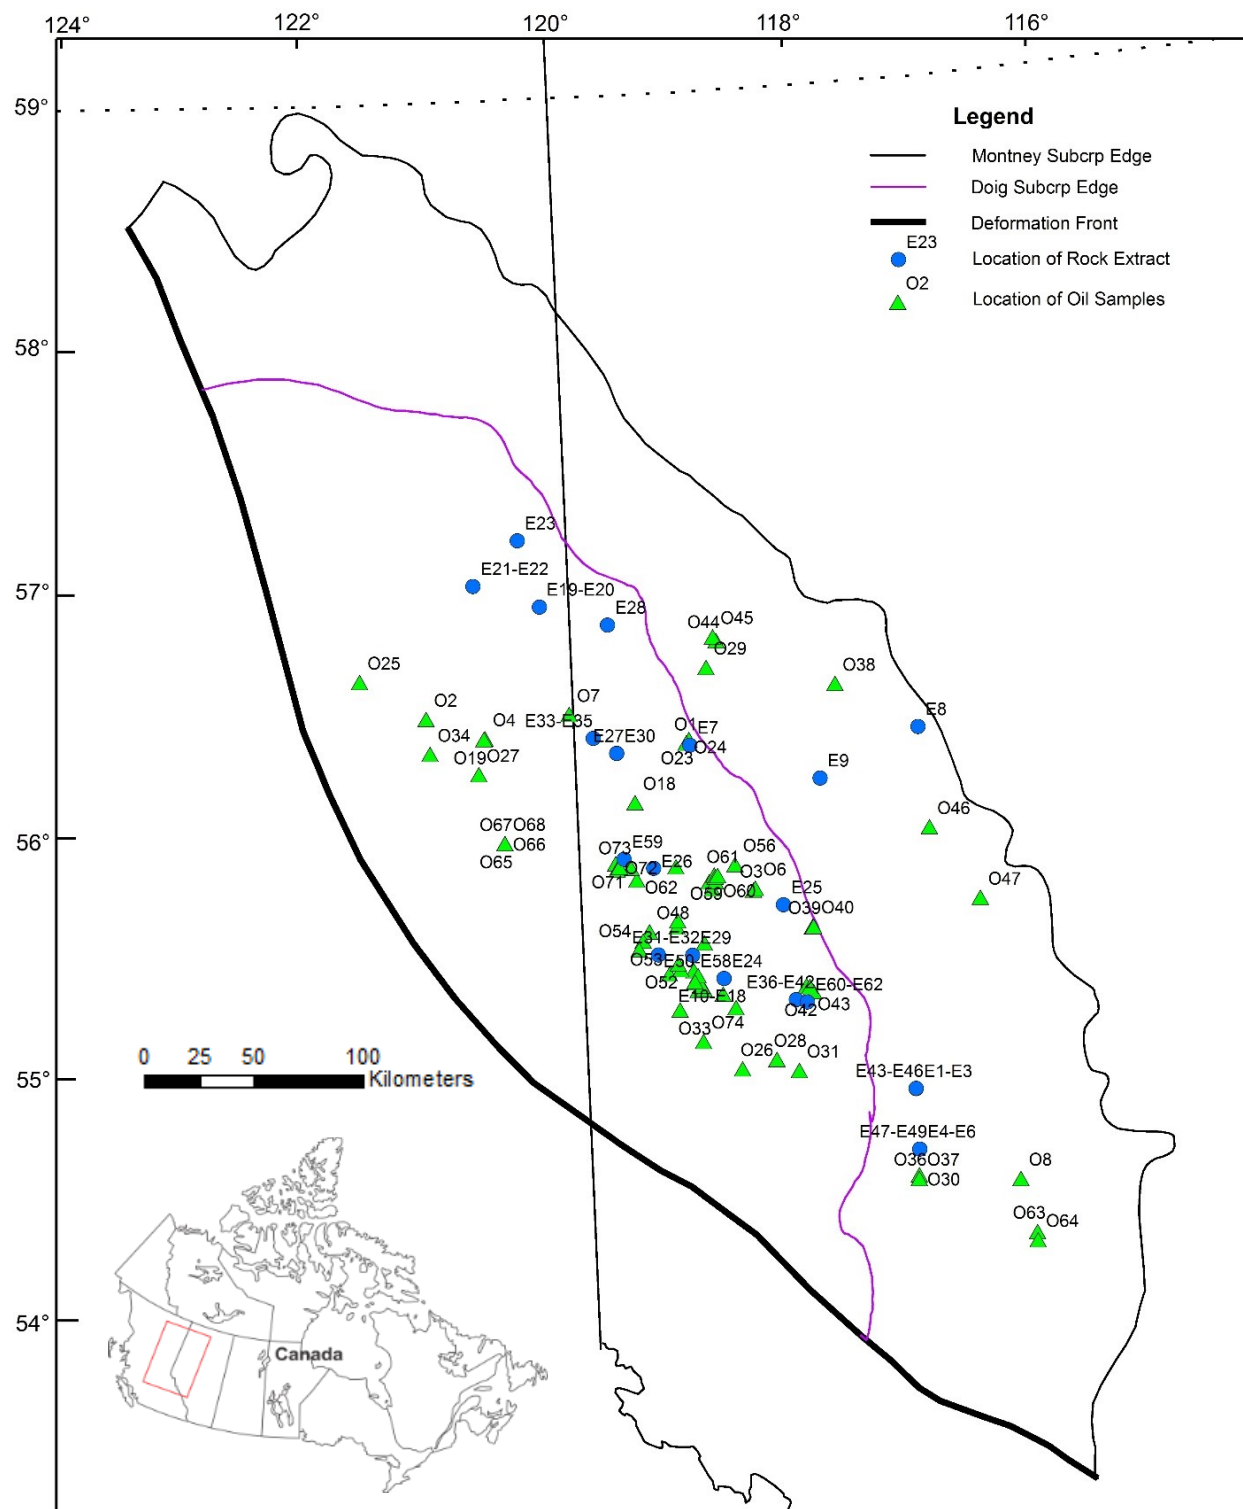 124°
122°
120°
118°
116°
59°
58°
57°
56°
55°
54°
Legend
Montney Subcrp Edge
Doig Subcrp Edge
Deformation Front
E23
Location of Rock Extract
O2
Location of Oil Samples
E23
E21-E22
E19-E20
E28
O44
O45
O29
O38
O25
O2
O7
E8
O4
E33-E35
O1
E7
O34
E27
E30
O24
O19
O27
O23
E9
O18
O46
O67
O68
O66
O65
E59
O73
O72
E26
O61
O56
O71
O62
O3
O6
O59
O60
O47
E25
O39
O40
O48
O54
E31-E32
E29
O53
E50-E58
E24
O52
E10-E18
E36-E42
E60-E62
O42
O43
O33
O74
O28
O26
O31
E43-E46
E1-E3
E47-E49
E4-E6
O36
O37
O30
O8
O63
O64
0 25 50 100
Kilometers
Canada